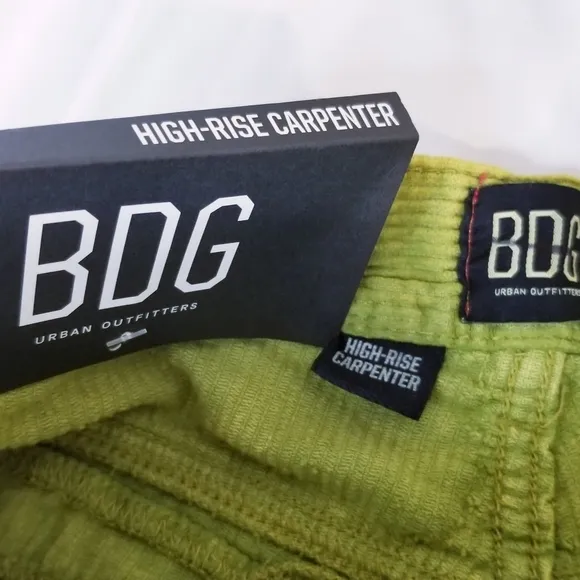 HIGH-RISE CARPENTER
BDG
URBAN OUTFITTERS
BDG
URBAN OUTFITTERS
HIGH-RISE
CARPENTER